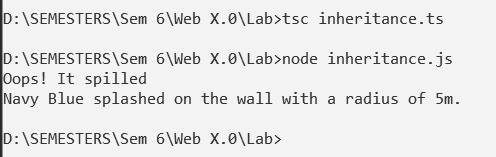 D:\SEMESTERS\Sem 6\Web X.0\Lab>tsc inheritance.ts
D:\SEMESTERS\Sem 6\Web X.0\Lab>node inheritance.js
Oops! It spilled
Navy Blue splashed on the wall with a radius of 5m.
D:\SEMESTERS\Sem 6\Web X.0\Lab>